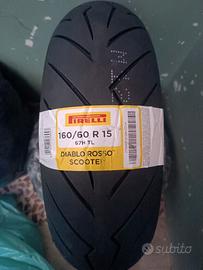 PIRELLI
160/60 R 15
67H TL
DIABLO ROSSO
SCOOTER
subito